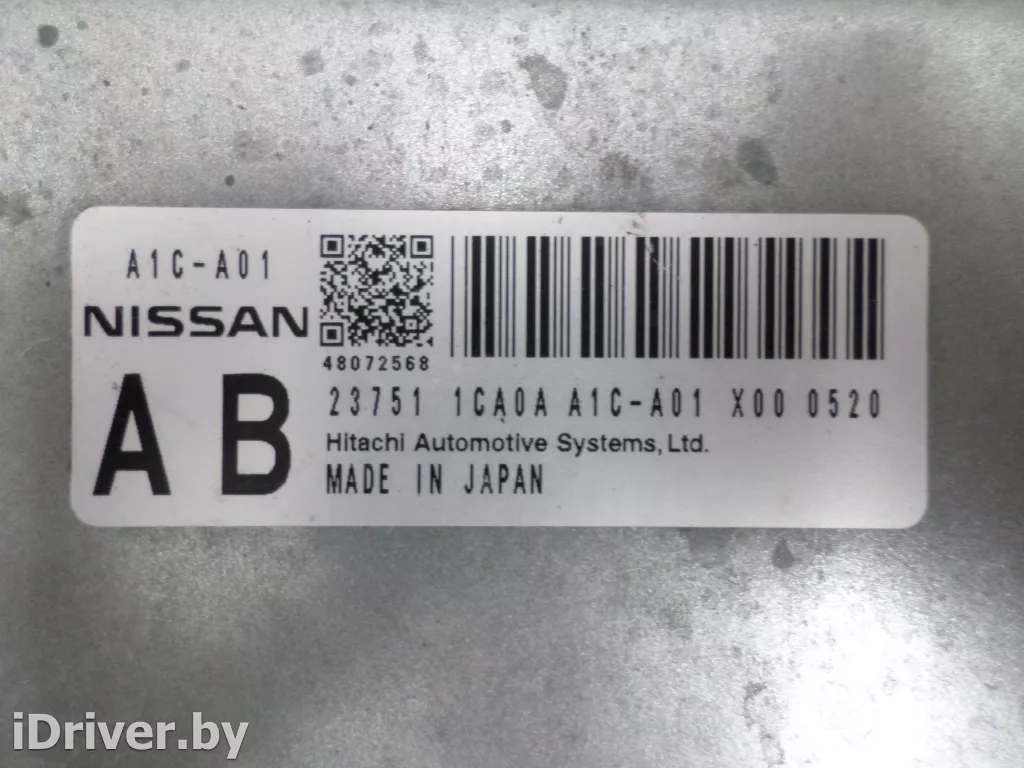 A1C-A01
NISSAN
48072568
AB
23751 1CA0A A1C-A01 X00 0520
Hitachi Automotive Systems, Ltd.
MADE IN JAPAN
iDriver.by